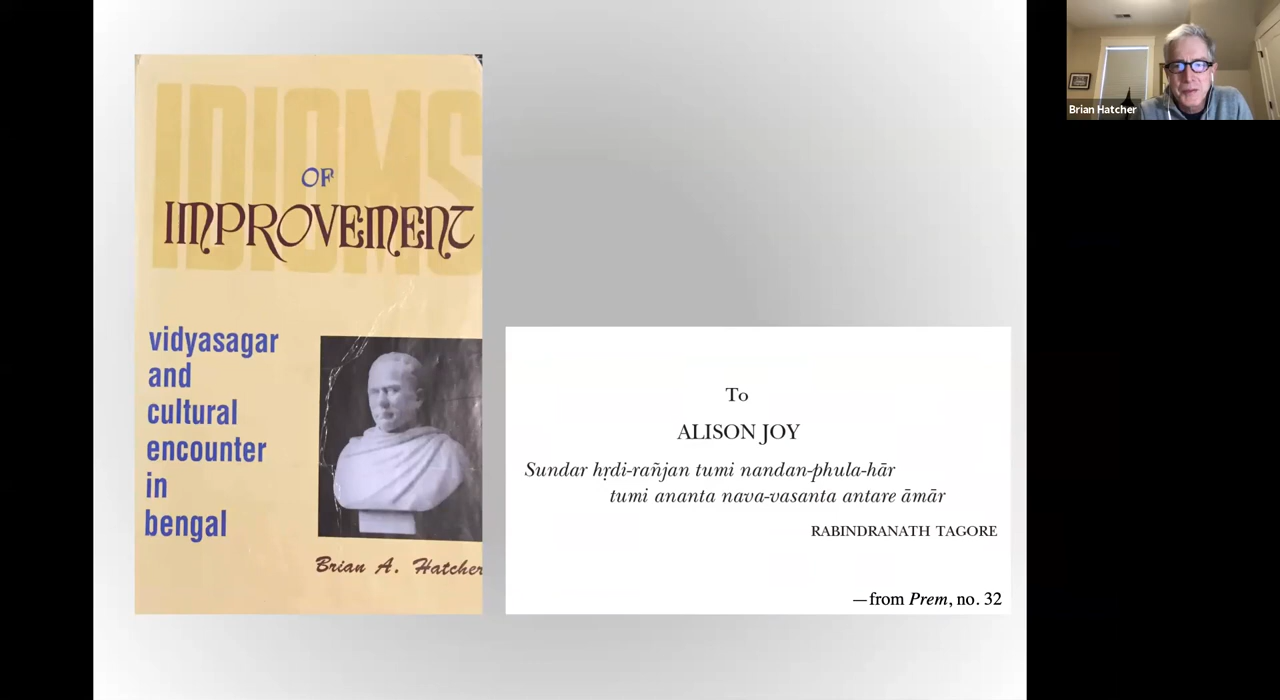 IDIOMS
OF
IMPROVEMENT
vidyasagar
and
cultural
encounter
in
bengal
Brian A. Hatcher
To
ALISON JOY
Sundar hṛdi-rañjan tumi nandan-phula-hār
tumi ananta nava-vasanta antare āmār
RABINDRANATH TAGORE
—from Prem, no. 32
Brian Hatcher